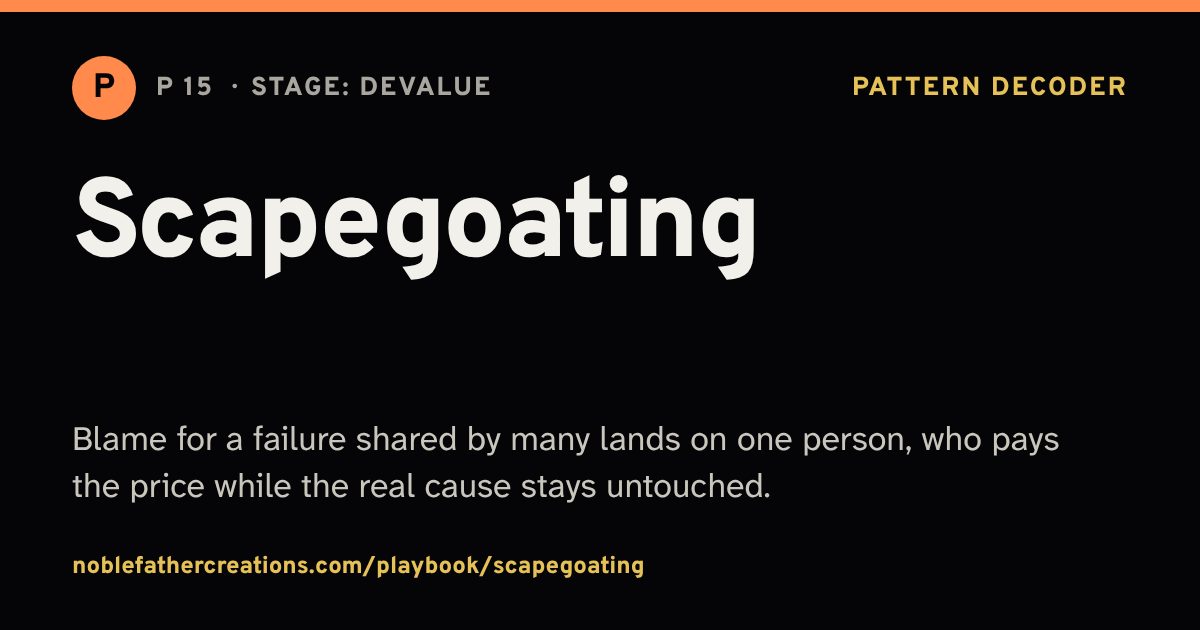 P
P 15 · STAGE: DEVALUE
PATTERN DECODER
Scapegoating
Blame for a failure shared by many lands on one person, who pays
the price while the real cause stays untouched.
noblefathercreations.com/playbook/scapegoating